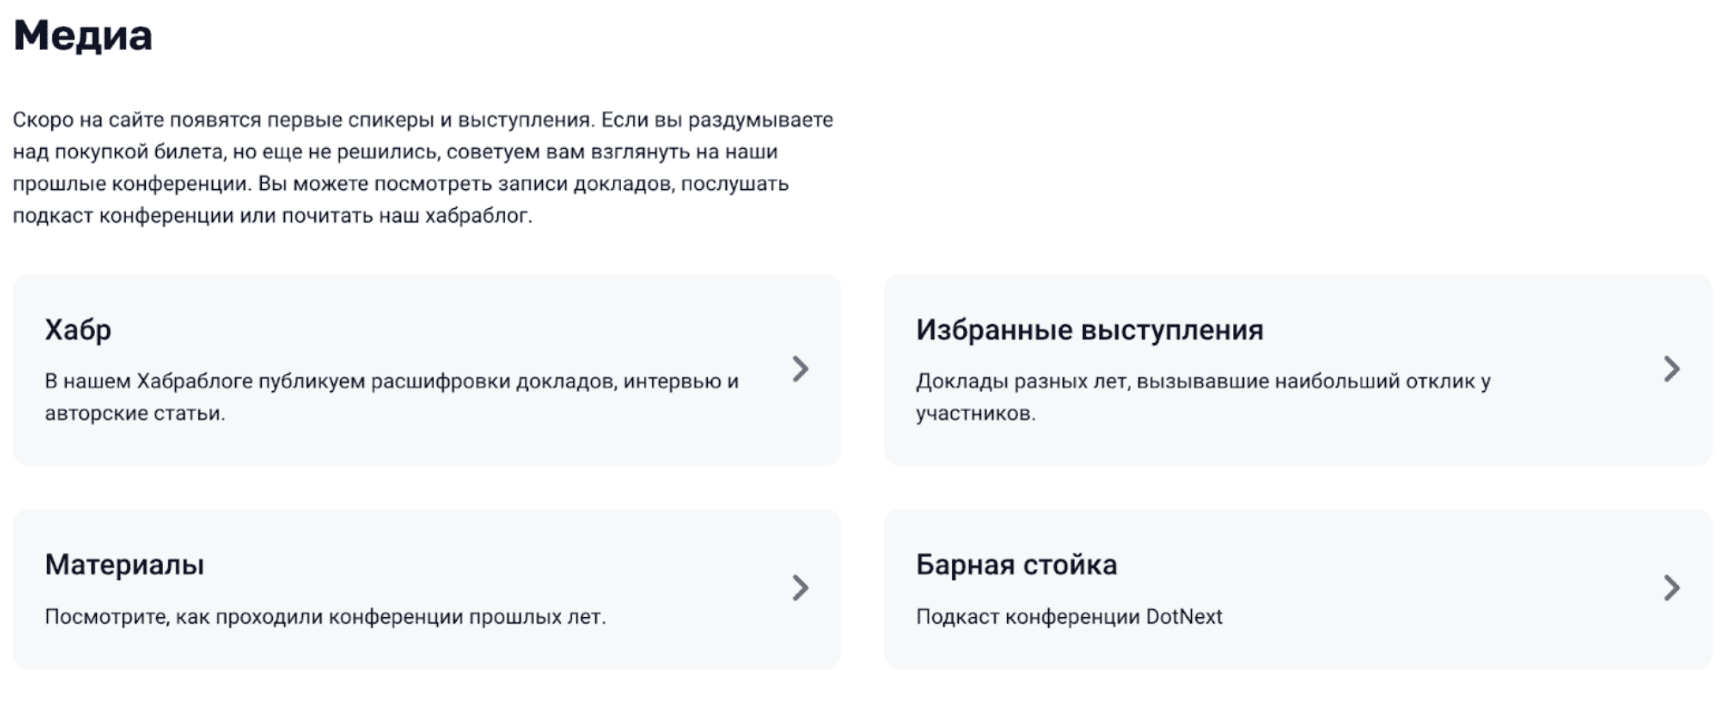 Медиа
Скоро на сайте появятся первые спикеры и выступления. Если вы раздумываете
над покупкой билета, но еще не решились, советуем вам взглянуть на наши
прошлые конференции. Вы можете посмотреть записи докладов, послушать
подкаст конференции или почитать наш хабраблог.
Хабр
В нашем Хабраблоге публикуем расшифровки докладов, интервью и
авторские статьи.
Избранные выступления
Доклады разных лет, вызывавшие наибольший отклик у
участников.
Материалы
Посмотрите, как проходили конференции прошлых лет.
Барная стойка
Подкаст конференции DotNext